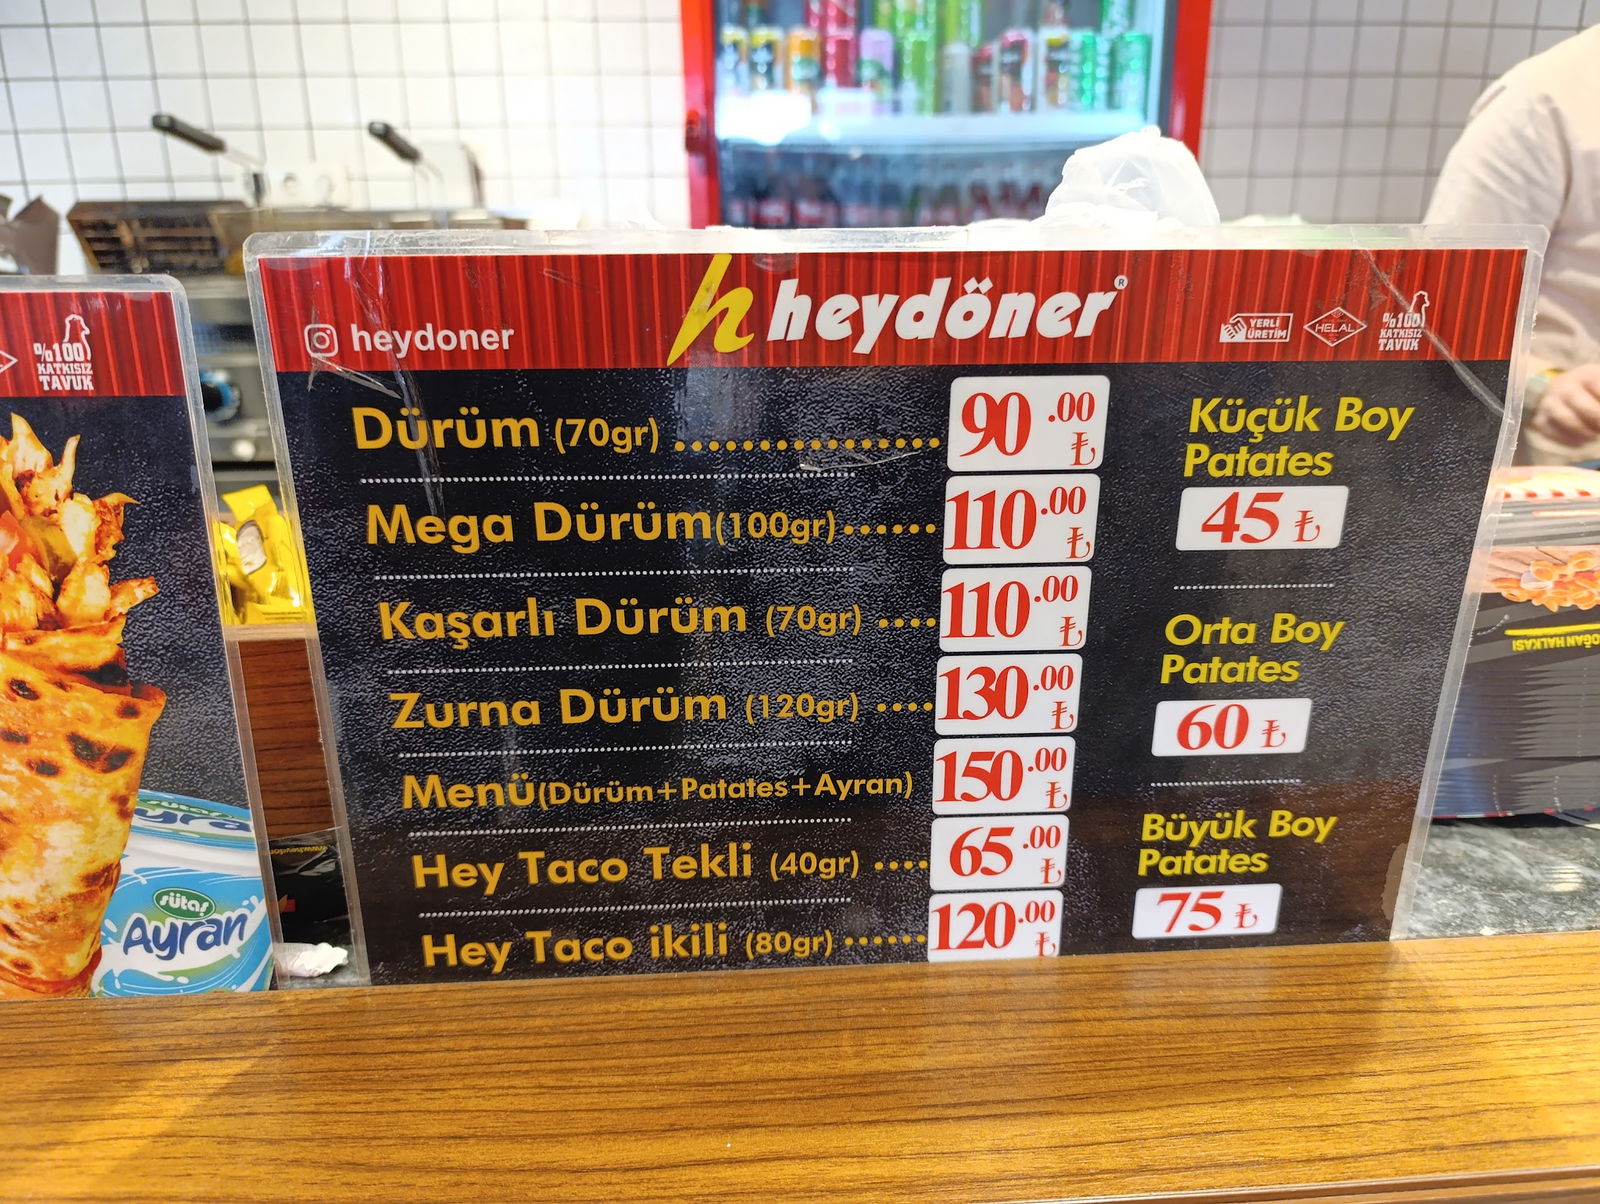 %100
KATKISIZ
TAVUK
sütaş
Ayran
heydoner
h heydöner®
YERLİ
ÜRETİM
HELAL
%100
KATKISIZ
TAVUK
Dürüm (70gr) .................. 90.00 ₺
Mega Dürüm(100gr)...... 110.00 ₺
Kaşarlı Dürüm (70gr) .... 110.00 ₺
Zurna Dürüm (120gr) .... 130.00 ₺
Menü(Dürüm+Patates+Ayran) 150.00 ₺
Hey Taco Tekli (40gr) .... 65.00 ₺
Hey Taco ikili (80gr) ...... 120.00 ₺
Küçük Boy
Patates
45 ₺
Orta Boy
Patates
60 ₺
Büyük Boy
Patates
75 ₺